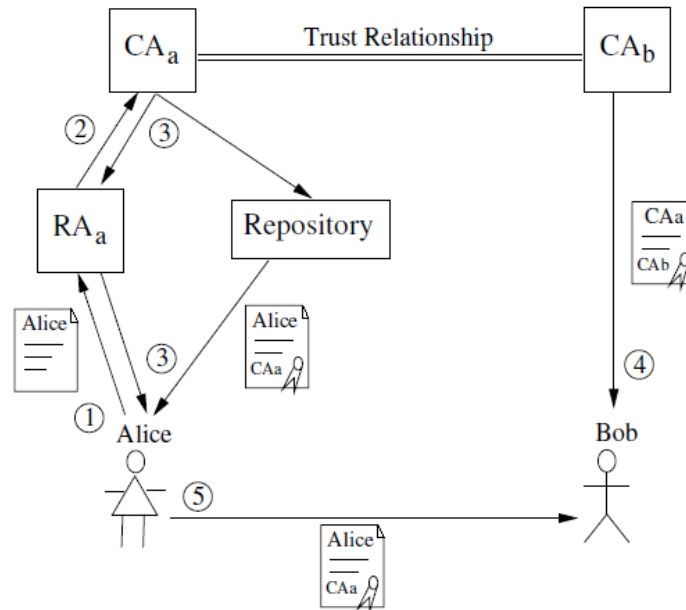 CAa
Trust Relationship
CAb
②
③
RAa
Repository
CAa
CAb
Alice
Alice
CAa
③
④
①
Alice
Bob
⑤
Alice
CAa